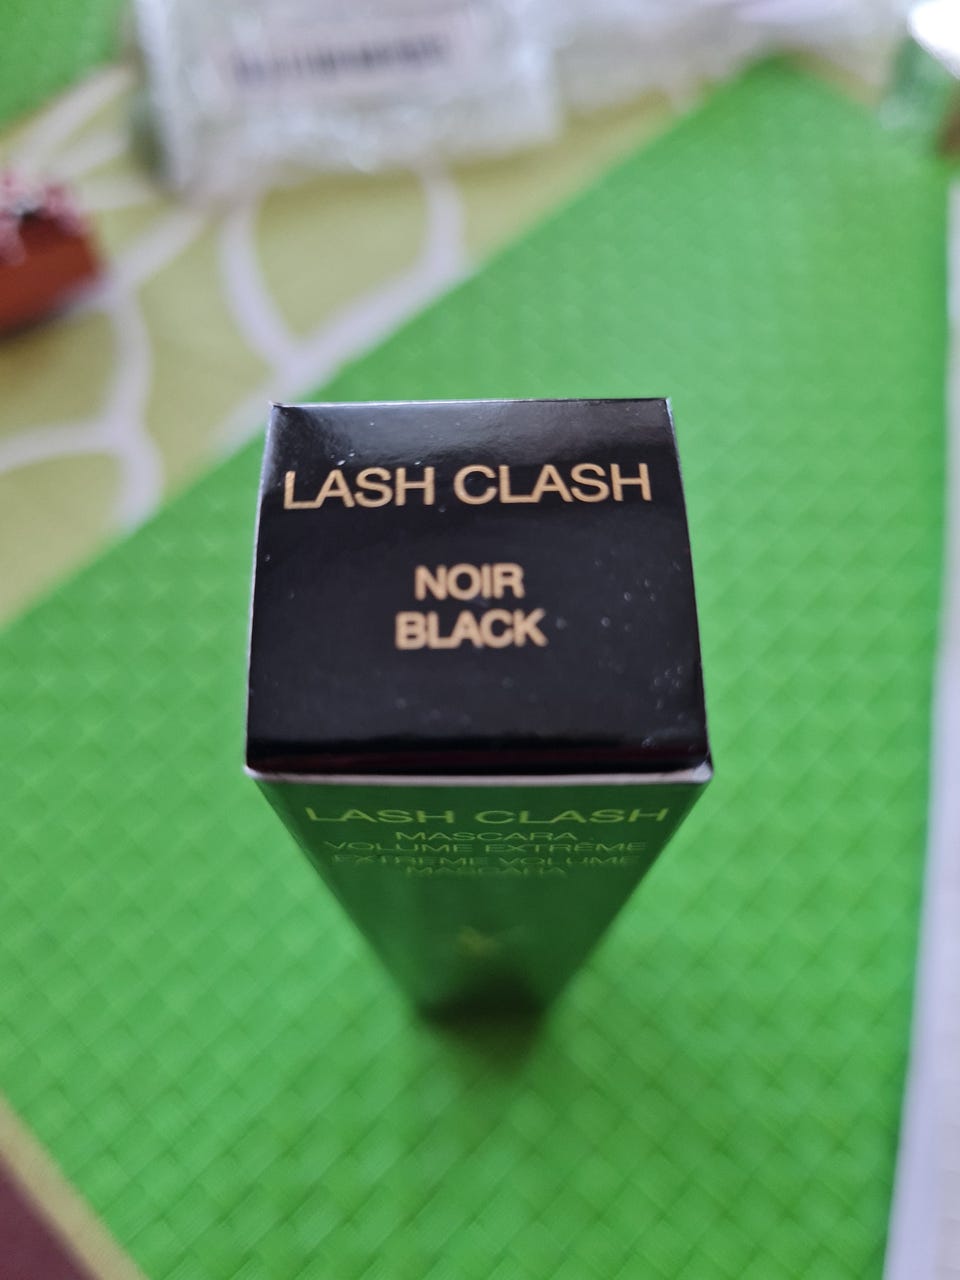 LASH CLASH
NOIR
BLACK
LASH CLASH
MASCARA
VOLUME EXTRÊME
EXTREME VOLUME
MASCARA